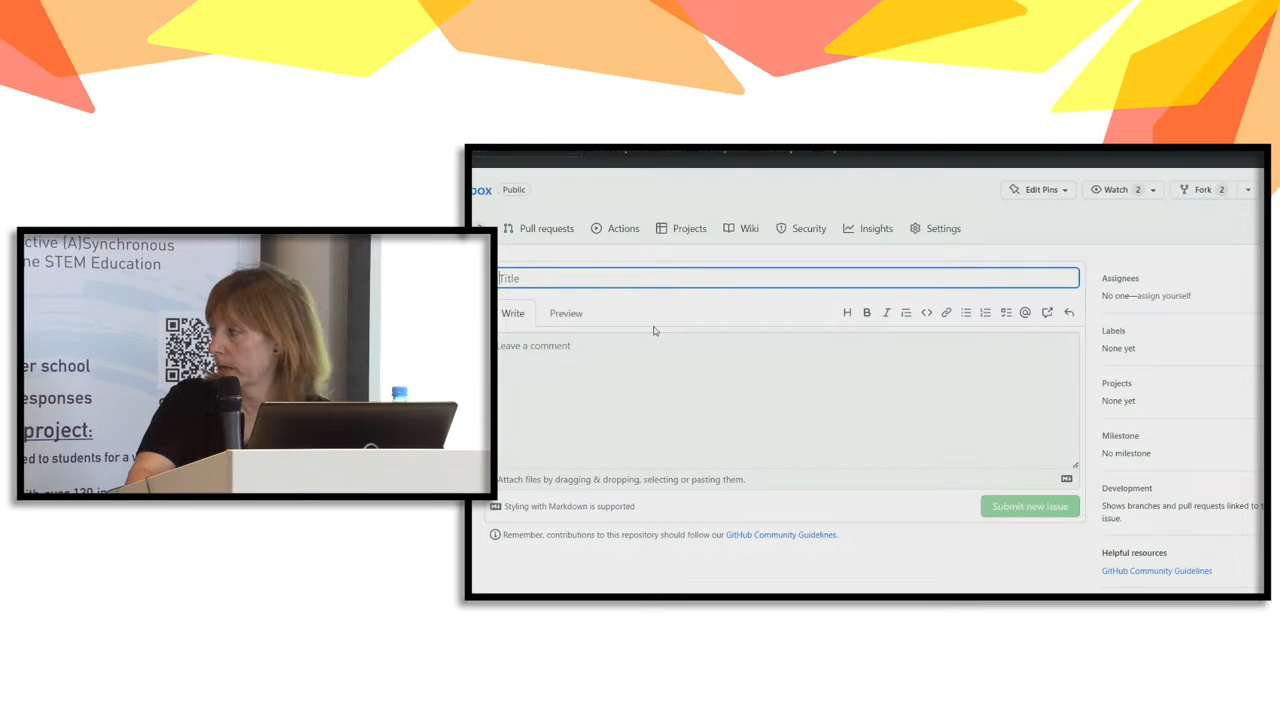 ctive (A)Synchronous
ne STEM Education
er school
esponses
project:
ed to students for a v
ox Public
Edit Pins
Watch 2
Fork 2
Pull requests
Actions
Projects
Wiki
Security
Insights
Settings
Title
Write
Preview
Leave a comment
Attach files by dragging & dropping, selecting or pasting them.
Styling with Markdown is supported
Submit new issue
Remember, contributions to this repository should follow our GitHub Community Guidelines.
Assignees
No one—assign yourself
Labels
None yet
Projects
None yet
Milestone
No milestone
Development
Shows branches and pull requests linked to t
issue.
Helpful resources
GitHub Community Guidelines